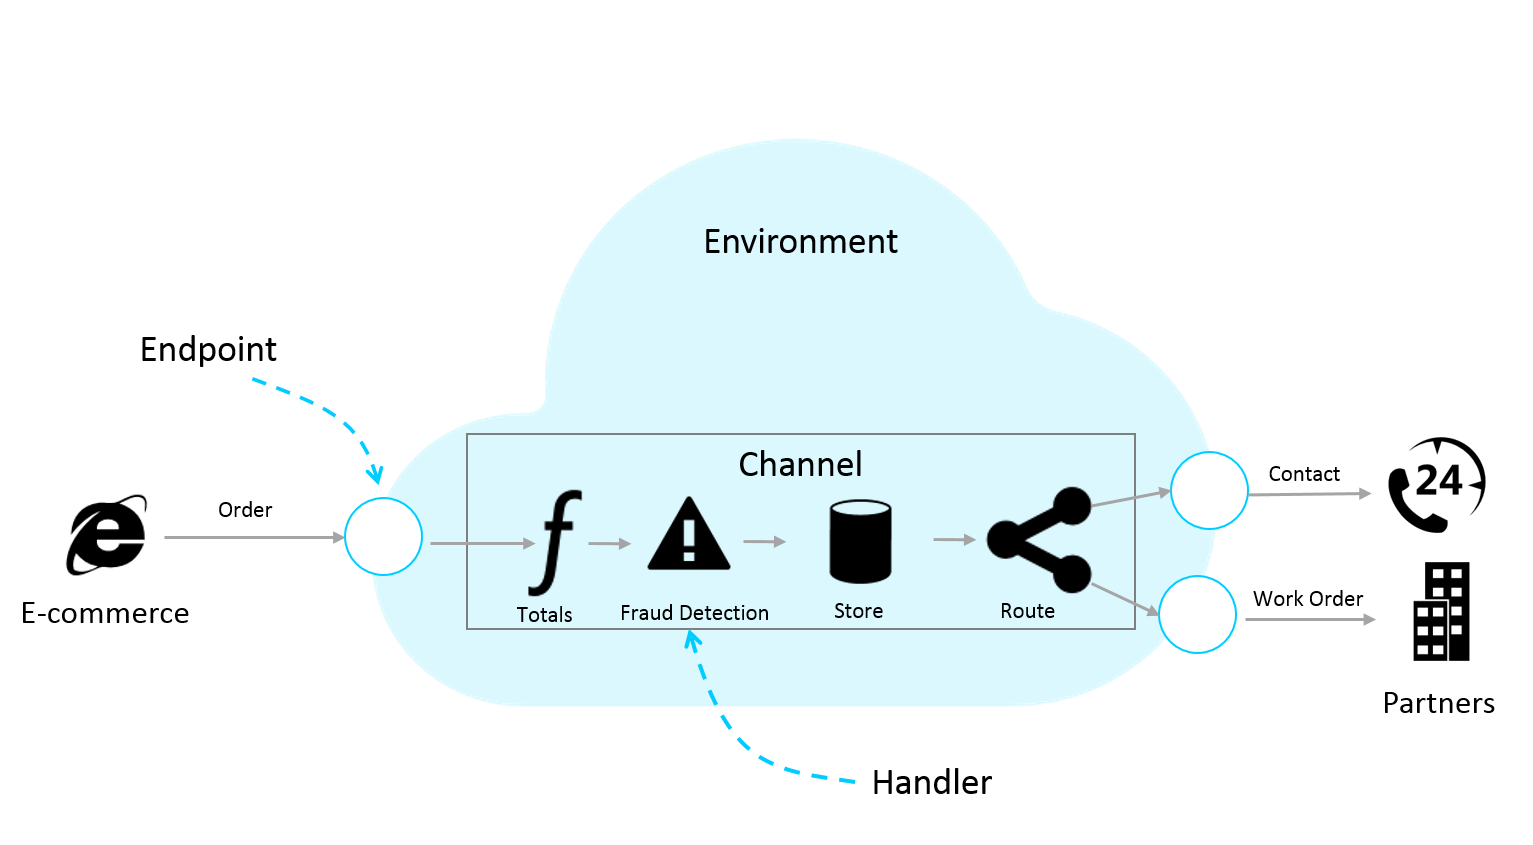 Environment
Endpoint
Channel
Order
E-commerce
Totals
Fraud Detection
Store
Route
Contact
24
Work Order
Partners
Handler